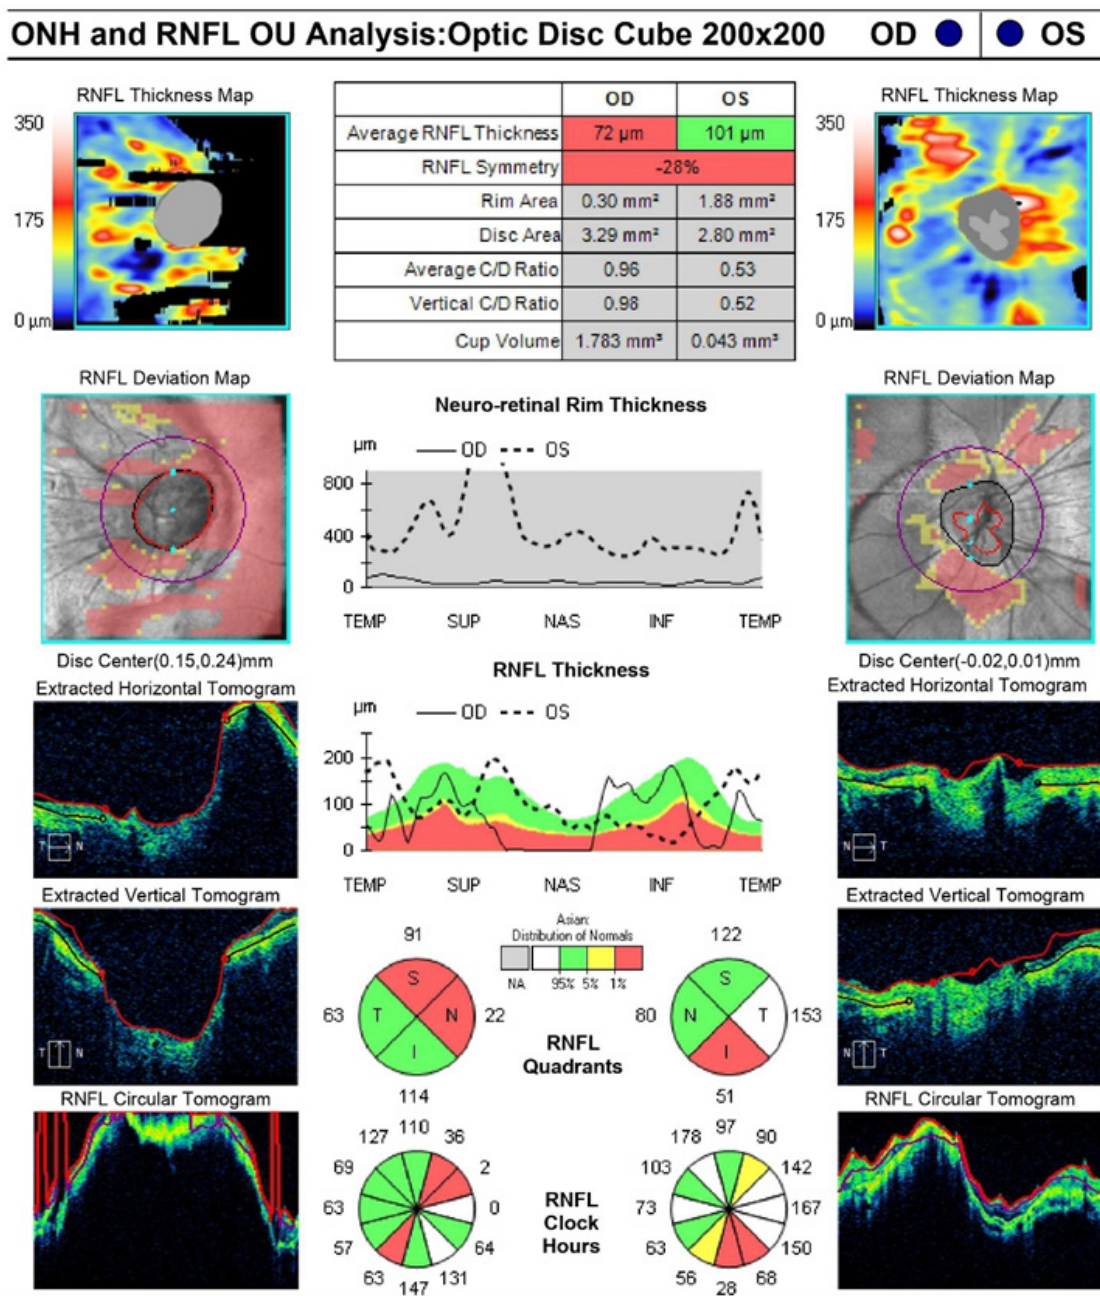 ONH and RNFL OU Analysis:Optic Disc Cube 200x200 OD OS
RNFL Thickness Map
350
175
0 µm
OD OS
Average RNFL Thickness 72 µm 101 µm
RNFL Symmetry -28%
Rim Area 0.30 mm² 1.88 mm²
Disc Area 3.29 mm² 2.80 mm²
Average C/D Ratio 0.96 0.53
Vertical C/D Ratio 0.98 0.52
Cup Volume 1.783 mm³ 0.043 mm³
RNFL Thickness Map
350
175
0 µm
RNFL Deviation Map
Disc Center(0.15,0.24)mm
Neuro-retinal Rim Thickness
µm OD OS
800
400
0
TEMP SUP NAS INF TEMP
RNFL Deviation Map
Disc Center(-0.02,0.01)mm
Extracted Horizontal Tomogram
T N
RNFL Thickness
µm OD OS
200
100
0
TEMP SUP NAS INF TEMP
Extracted Horizontal Tomogram
N T
Extracted Vertical Tomogram
T N
91
63 S T N I 22
114
Asian:
Distribution of Normals
NA 95% 5% 1%
RNFL
Quadrants
122
80 S N T I 153
51
Extracted Vertical Tomogram
N T
RNFL Circular Tomogram
127 110 36
69 2
63 0
57 64
63 147 131
RNFL
Clock
Hours
178 97 90
103 142
73 167
63 150
56 28 68
RNFL Circular Tomogram